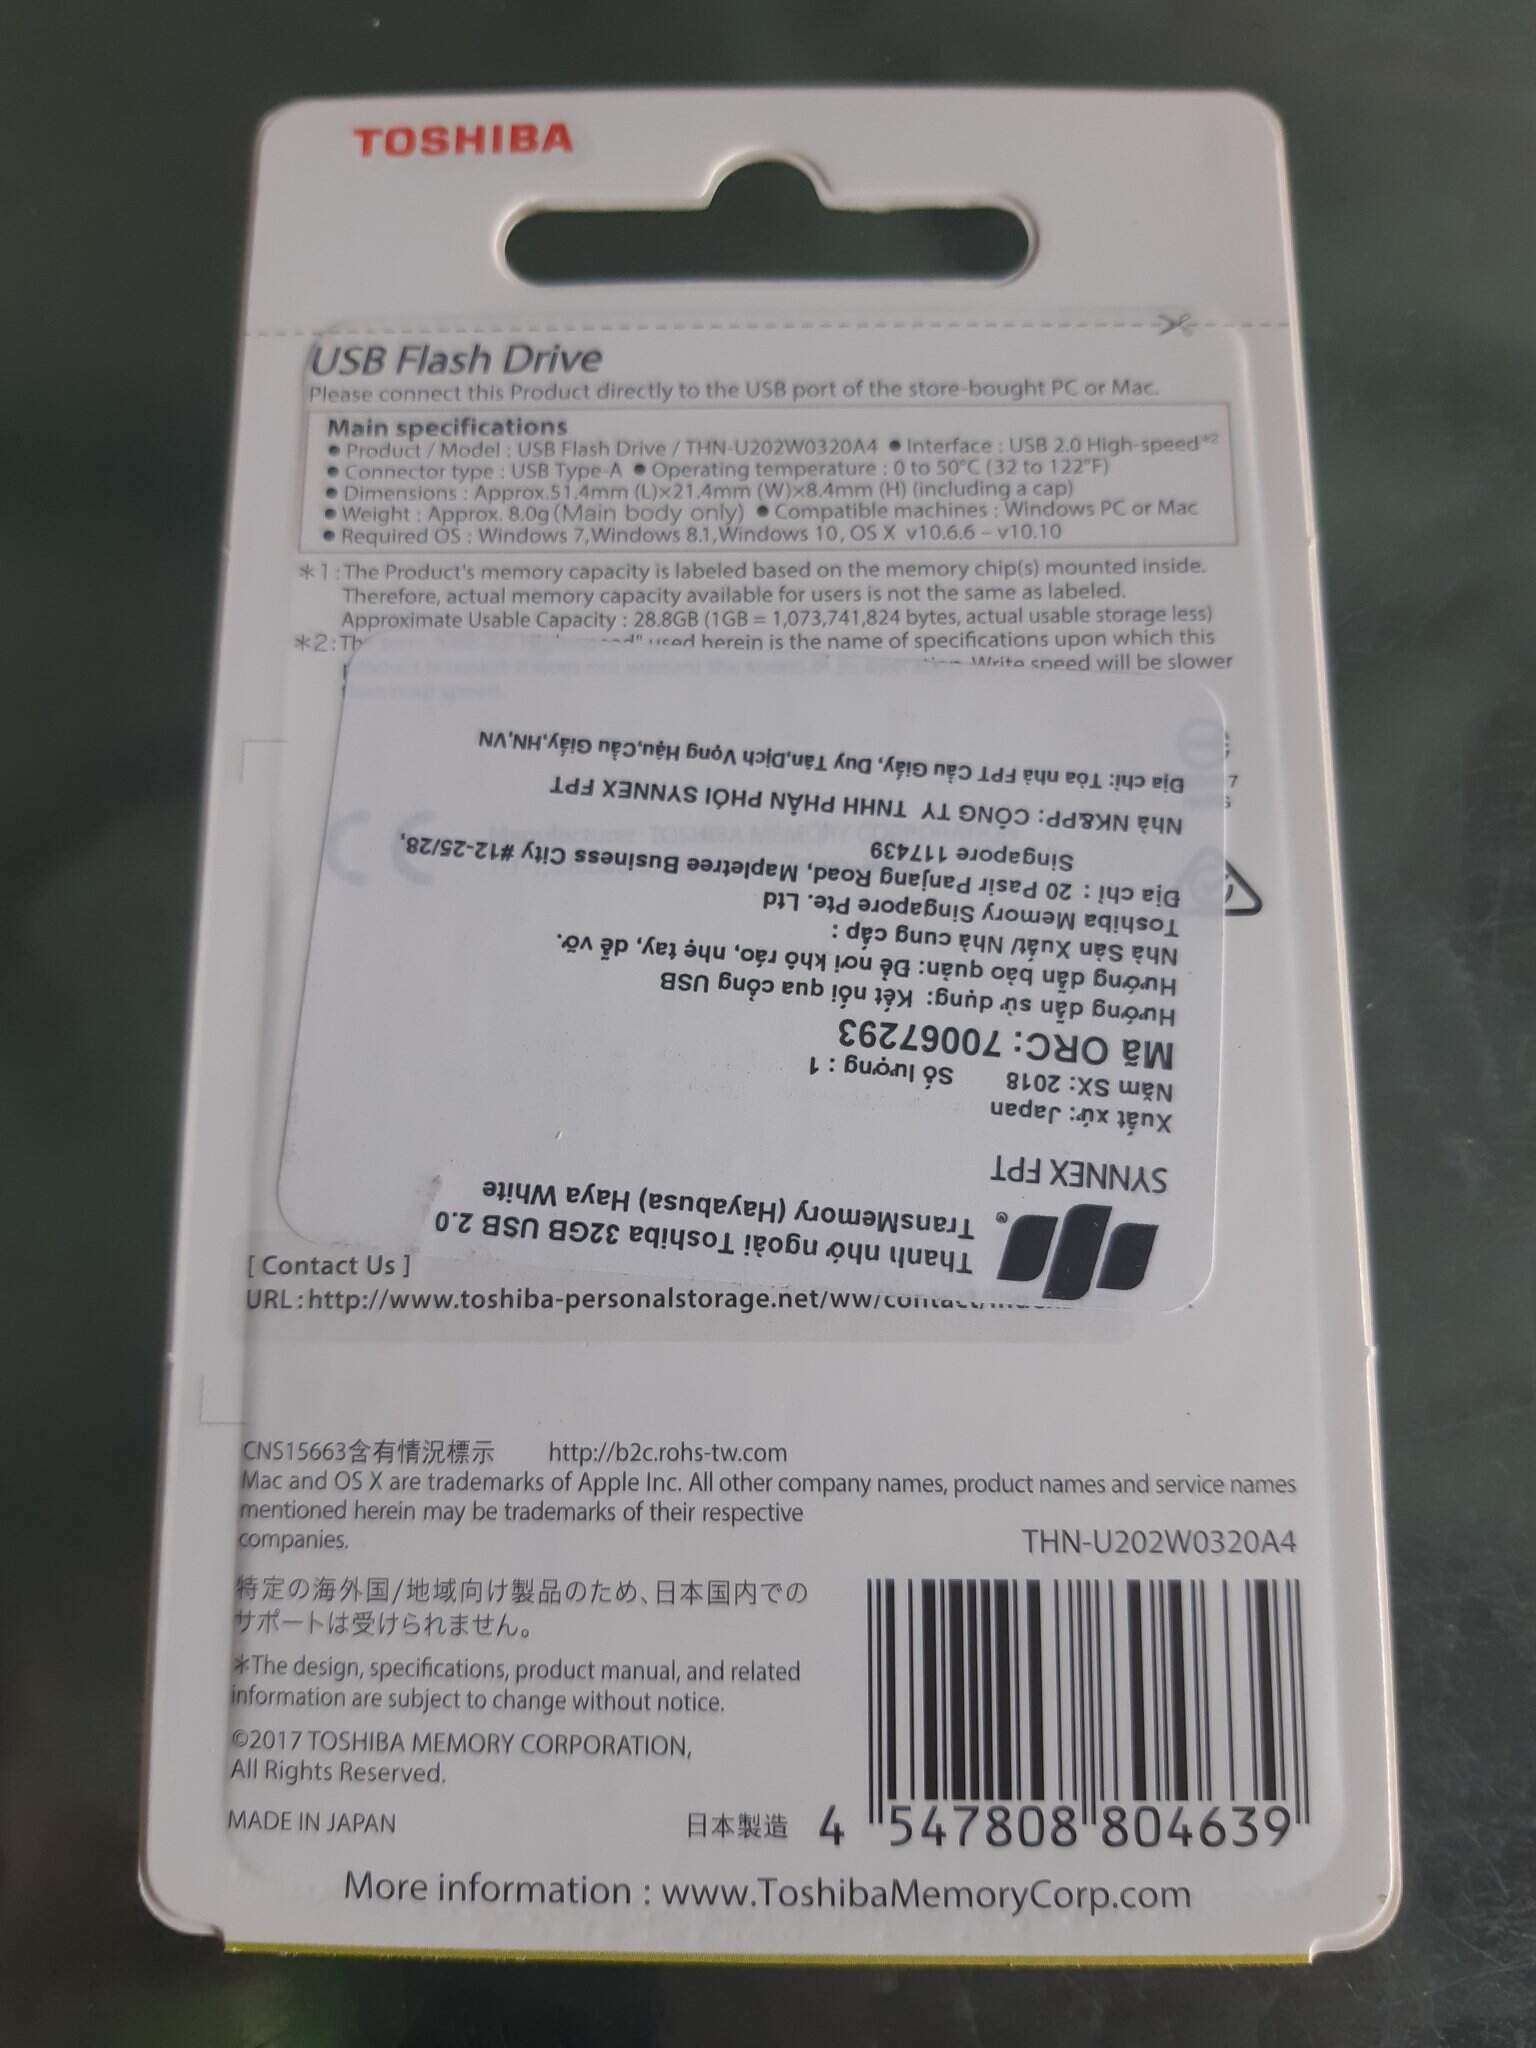 TOSHIBA
USB Flash Drive
Please connect this Product directly to the USB port of the store-bought PC or Mac.
Main specifications
● Product / Model : USB Flash Drive / THN-U202W0320A4 ● Interface : USB 2.0 High-speed*2
● Connector type : USB Type-A ● Operating temperature : 0 to 50°C (32 to 122°F)
● Dimensions : Approx.51.4mm (L)×21.4mm (W)×8.4mm (H) (including a cap)
● Weight : Approx. 8.0g (Main body only) ● Compatible machines : Windows PC or Mac
● Required OS : Windows 7,Windows 8.1,Windows 10, OS X v10.6.6 – v10.10
*1 : The Product's memory capacity is labeled based on the memory chip(s) mounted inside.
Therefore, actual memory capacity available for users is not the same as labeled.
Approximate Usable Capacity : 28.8GB (1GB = 1,073,741,824 bytes, actual usable storage less)
*2 : used herein is the name of specifications upon which this
Write speed will be slower
Thanh nhớ ngoài Toshiba 32GB USB 2.0
TransMemory (Hayabusa) Haya White
SYNNEX FPT
Xuất xứ: Japan
Năm SX: 2018 Số lượng : 1
Mã ORC: 70067293
Hướng dẫn sử dụng: Kết nối qua cổng USB
Hướng dẫn bảo quản: Để nơi khô ráo, nhẹ tay, dễ vỡ.
Nhà Sản Xuất/ Nhà cung cấp :
Toshiba Memory Singapore Pte. Ltd
Địa chỉ : 20 Pasir Panjang Road, Mapletree Business City #12-25/28,
Singapore 117439
Nhà NK&PP: CÔNG TY TNHH PHÂN PHỐI SYNNEX FPT
Địa chỉ: Tòa nhà FPT Cầu Giấy, Duy Tân,Dịch Vọng Hậu,Cầu Giấy,HN,VN
[ Contact Us ]
URL : http://www.toshiba-personalstorage.net/ww/contact/
CNS15663含有情況標示 http://b2c.rohs-tw.com
Mac and OS X are trademarks of Apple Inc. All other company names, product names and service names
mentioned herein may be trademarks of their respective
companies.
THN-U202W0320A4
特定の海外国/地域向け製品のため、日本国内での
サポートは受けられません。
*The design, specifications, product manual, and related
information are subject to change without notice.
©2017 TOSHIBA MEMORY CORPORATION,
All Rights Reserved.
MADE IN JAPAN 日本製造 4 547808 804639
More information : www.ToshibaMemoryCorp.com